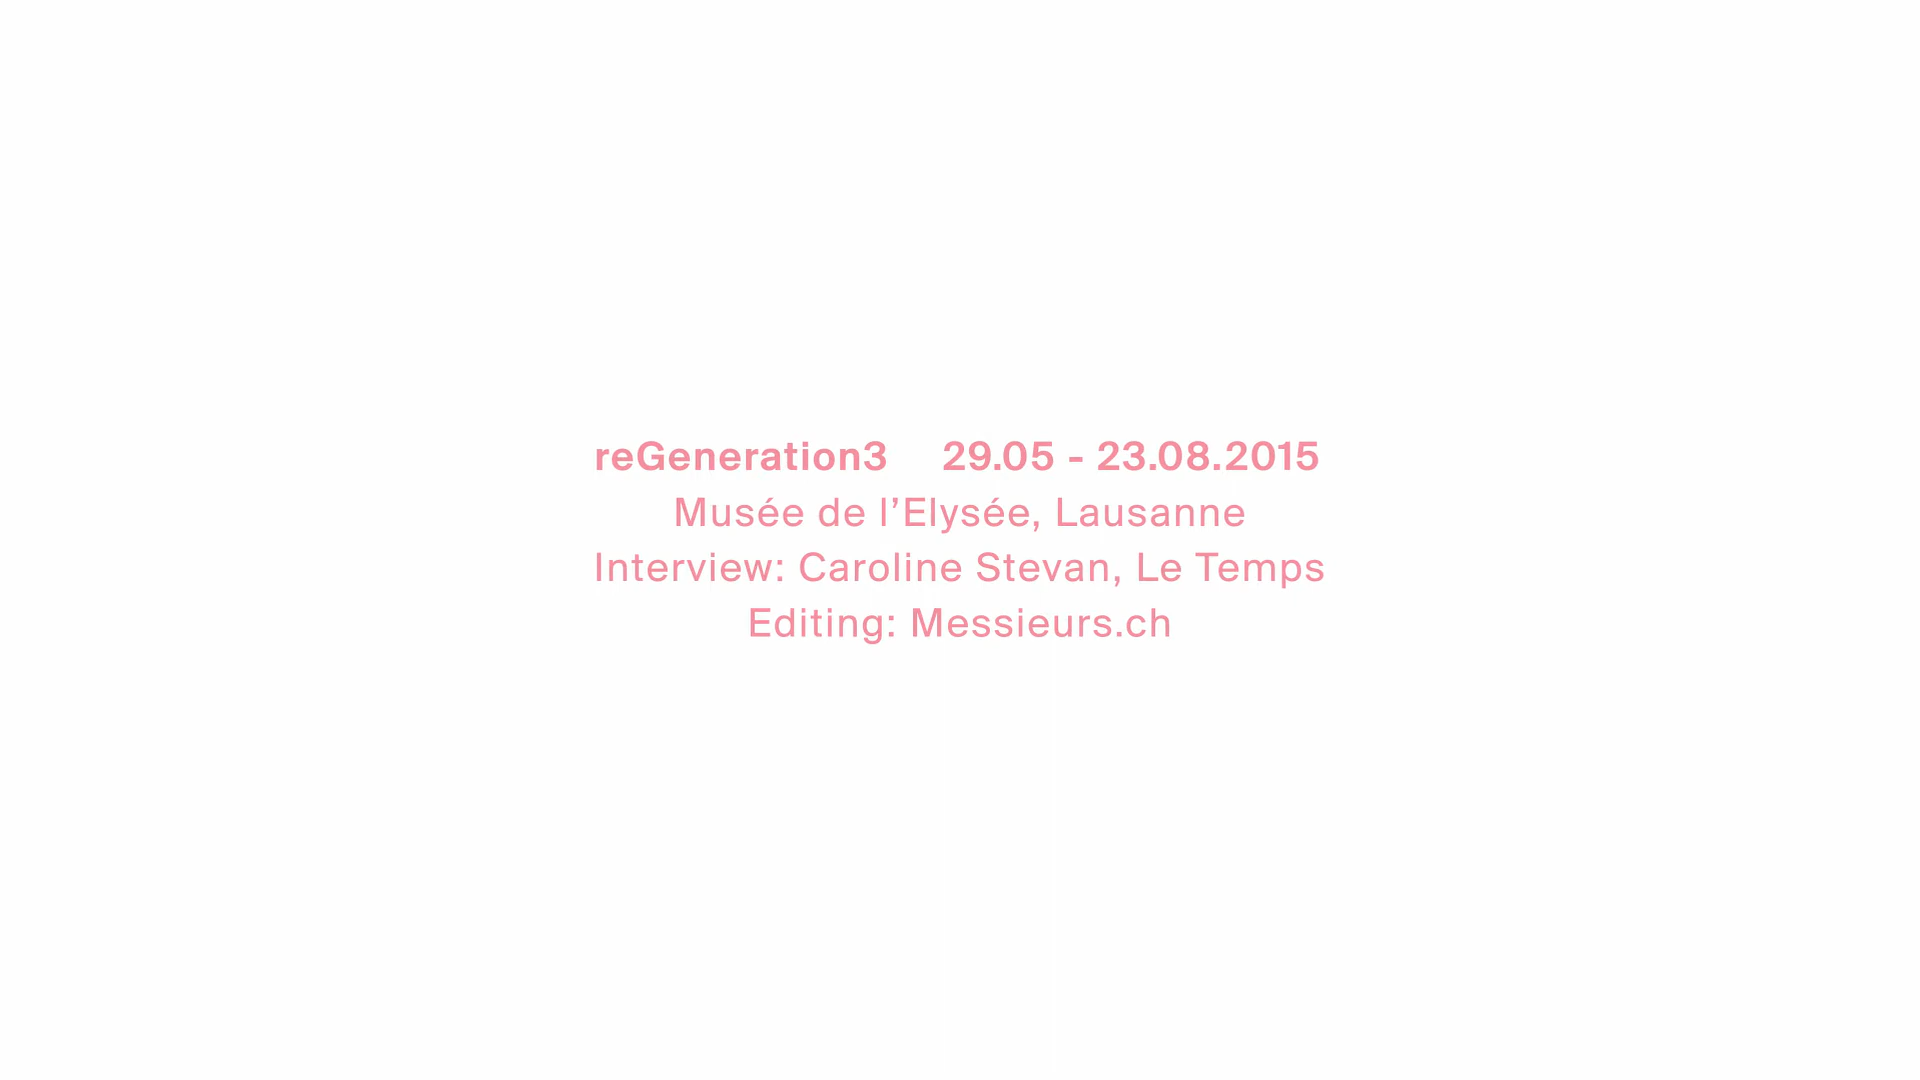 reGeneration3 29.05 - 23.08.2015
Musée de l’Elysée, Lausanne
Interview: Caroline Stevan, Le Temps
Editing: Messieurs.ch